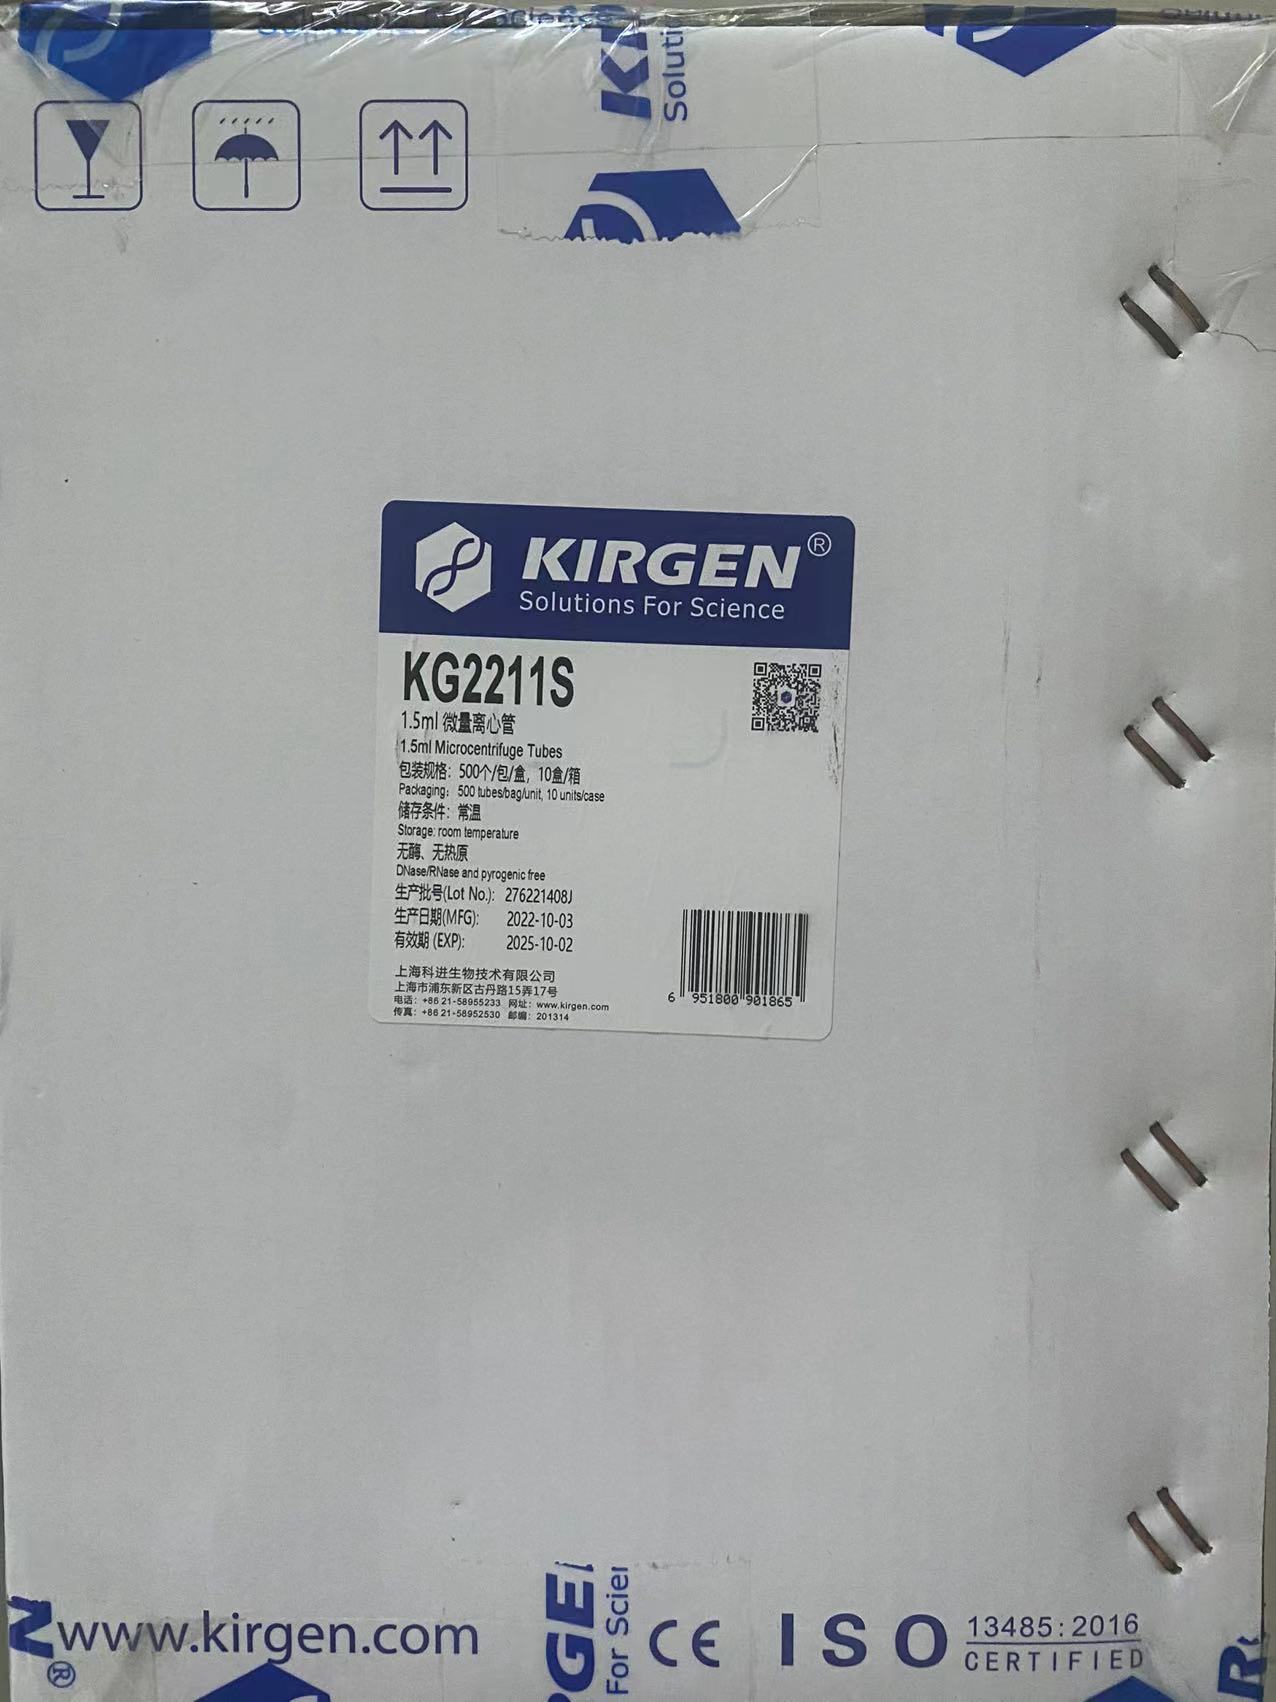 Soluti
KIRGEN®
Solutions For Science
KG2211S
1.5ml 微量离心管
1.5ml Microcentrifuge Tubes
包装规格：500个/包/盒，10盒/箱
Packaging: 500 tubes/bag/unit, 10 units/case
储存条件：常温
Storage: room temperature
无酶、无热原
DNase/RNase and pyrogenic free
生产批号(Lot No.): 276221408J
生产日期(MFG): 2022-10-03
有效期 (EXP): 2025-10-02
上海科进生物技术有限公司
上海市浦东新区古丹路15弄17号
电话：+86 21-58955233 网址：www.kirgen.com
传真：+86 21-58952530 邮编：201314
6 951800 901865
N®
www.kirgen.com
RGE
For Scie
CE ISO 13485:2016
CERTIFIED
R